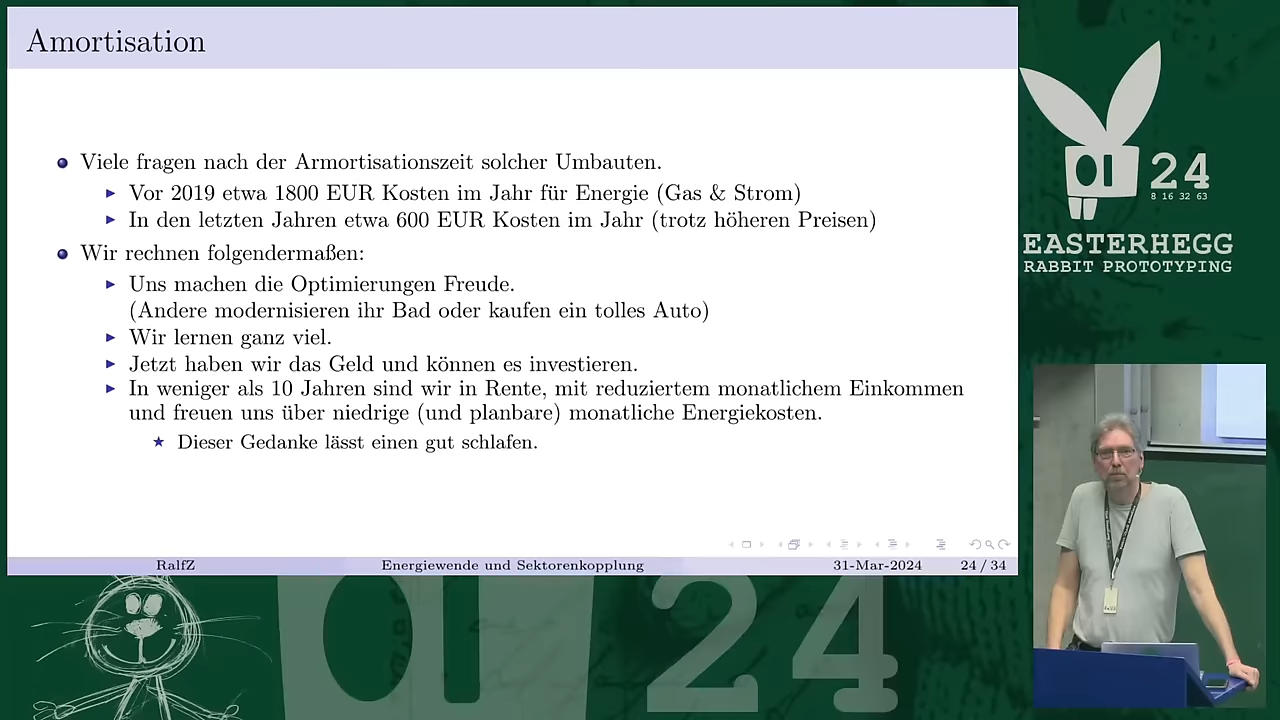 Amortisation
Viele fragen nach der Armortisationszeit solcher Umbauten.
Vor 2019 etwa 1800 EUR Kosten im Jahr für Energie (Gas & Strom)
In den letzten Jahren etwa 600 EUR Kosten im Jahr (trotz höheren Preisen)
Wir rechnen folgendermaßen:
Uns machen die Optimierungen Freude.
(Andere modernisieren ihr Bad oder kaufen ein tolles Auto)
Wir lernen ganz viel.
Jetzt haben wir das Geld und können es investieren.
In weniger als 10 Jahren sind wir in Rente, mit reduziertem monatlichem Einkommen
und freuen uns über niedrige (und planbare) monatliche Energiekosten.
Dieser Gedanke lässt einen gut schlafen.
RalfZ Energiewende und Sektorenkopplung 31-Mar-2024 24 / 34
24
8 16 32 63
EASTERHEGG
RABBIT PROTOTYPING
24